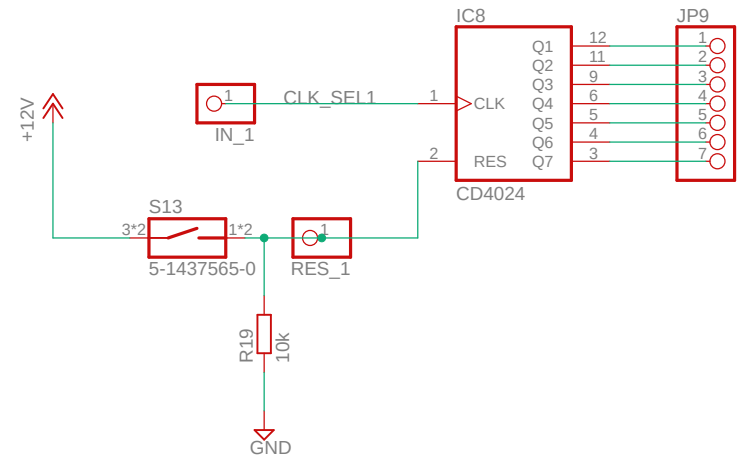 IC8
JP9
Q1 12 1
Q2 11 2
Q3 9 3
1 CLK_SEL1 1 CLK Q4 6 4
Q5 5 5
+12V
IN_1
Q6 4 6
2 RES Q7 3 7
CD4024
S13
3*2 1*2 1
5-1437565-0 RES_1
R19 10k
GND